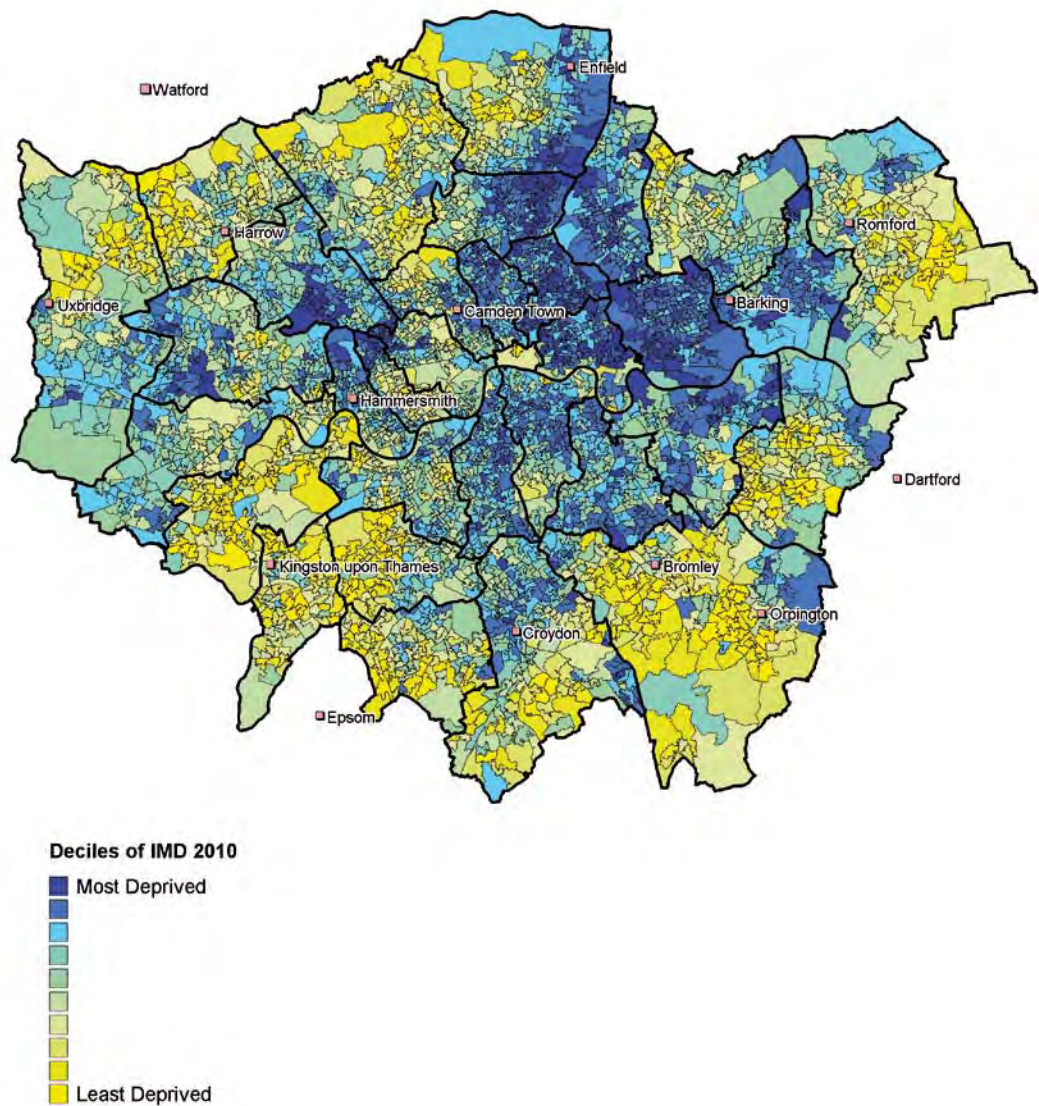 Enfield
Watford
Romford
Harrow
Uxbridge
Barking
Camden Town
Hammersmith
Dartford
Kingston upon Thames
Bromley
Orpington
Croydon
Epsom
Deciles of IMD 2010
Most Deprived
Least Deprived